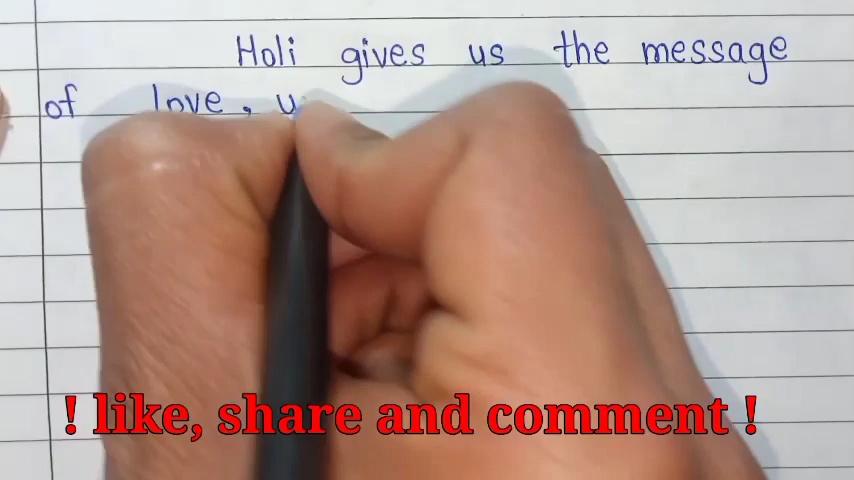 Holi gives us the message
of love, u
! like, share and comment !